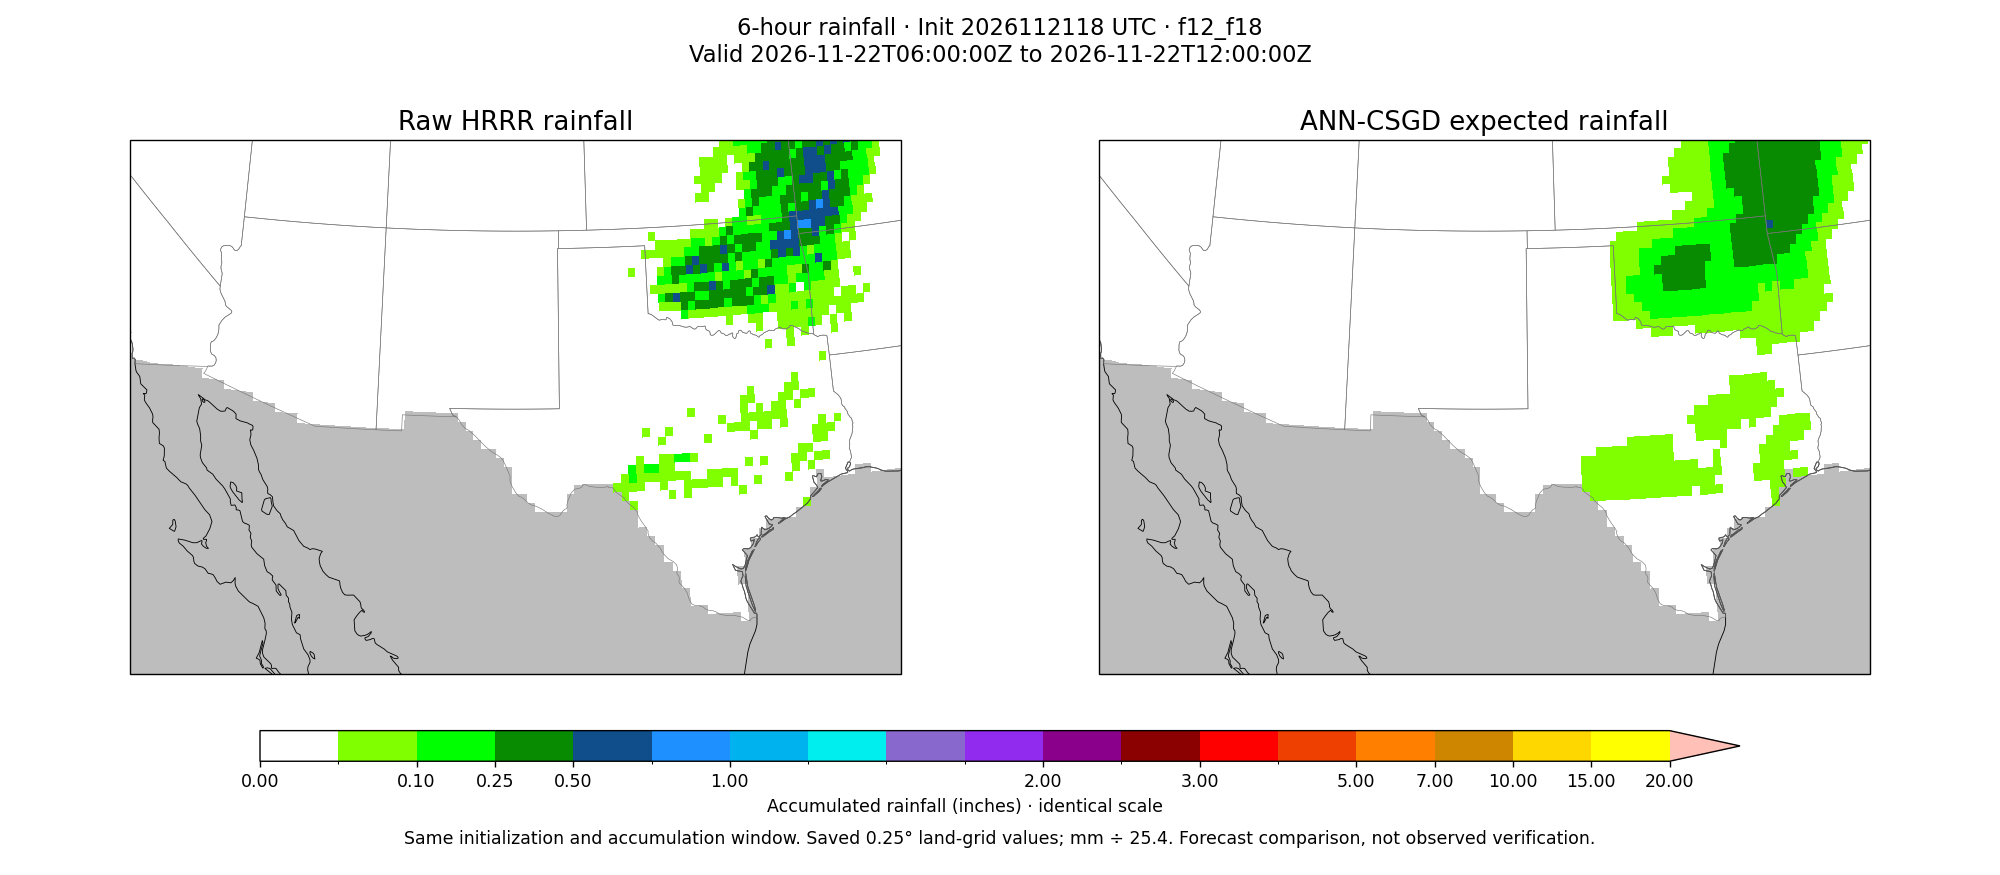 6-hour rainfall · Init 2026112118 UTC · f12_f18
Valid 2026-11-22T06:00:00Z to 2026-11-22T12:00:00Z
Raw HRRR rainfall
ANN-CSGD expected rainfall
0.00 0.10 0.25 0.50 1.00 2.00 3.00 5.00 7.00 10.00 15.00 20.00
Accumulated rainfall (inches) · identical scale
Same initialization and accumulation window. Saved 0.25° land-grid values; mm ÷ 25.4. Forecast comparison, not observed verification.